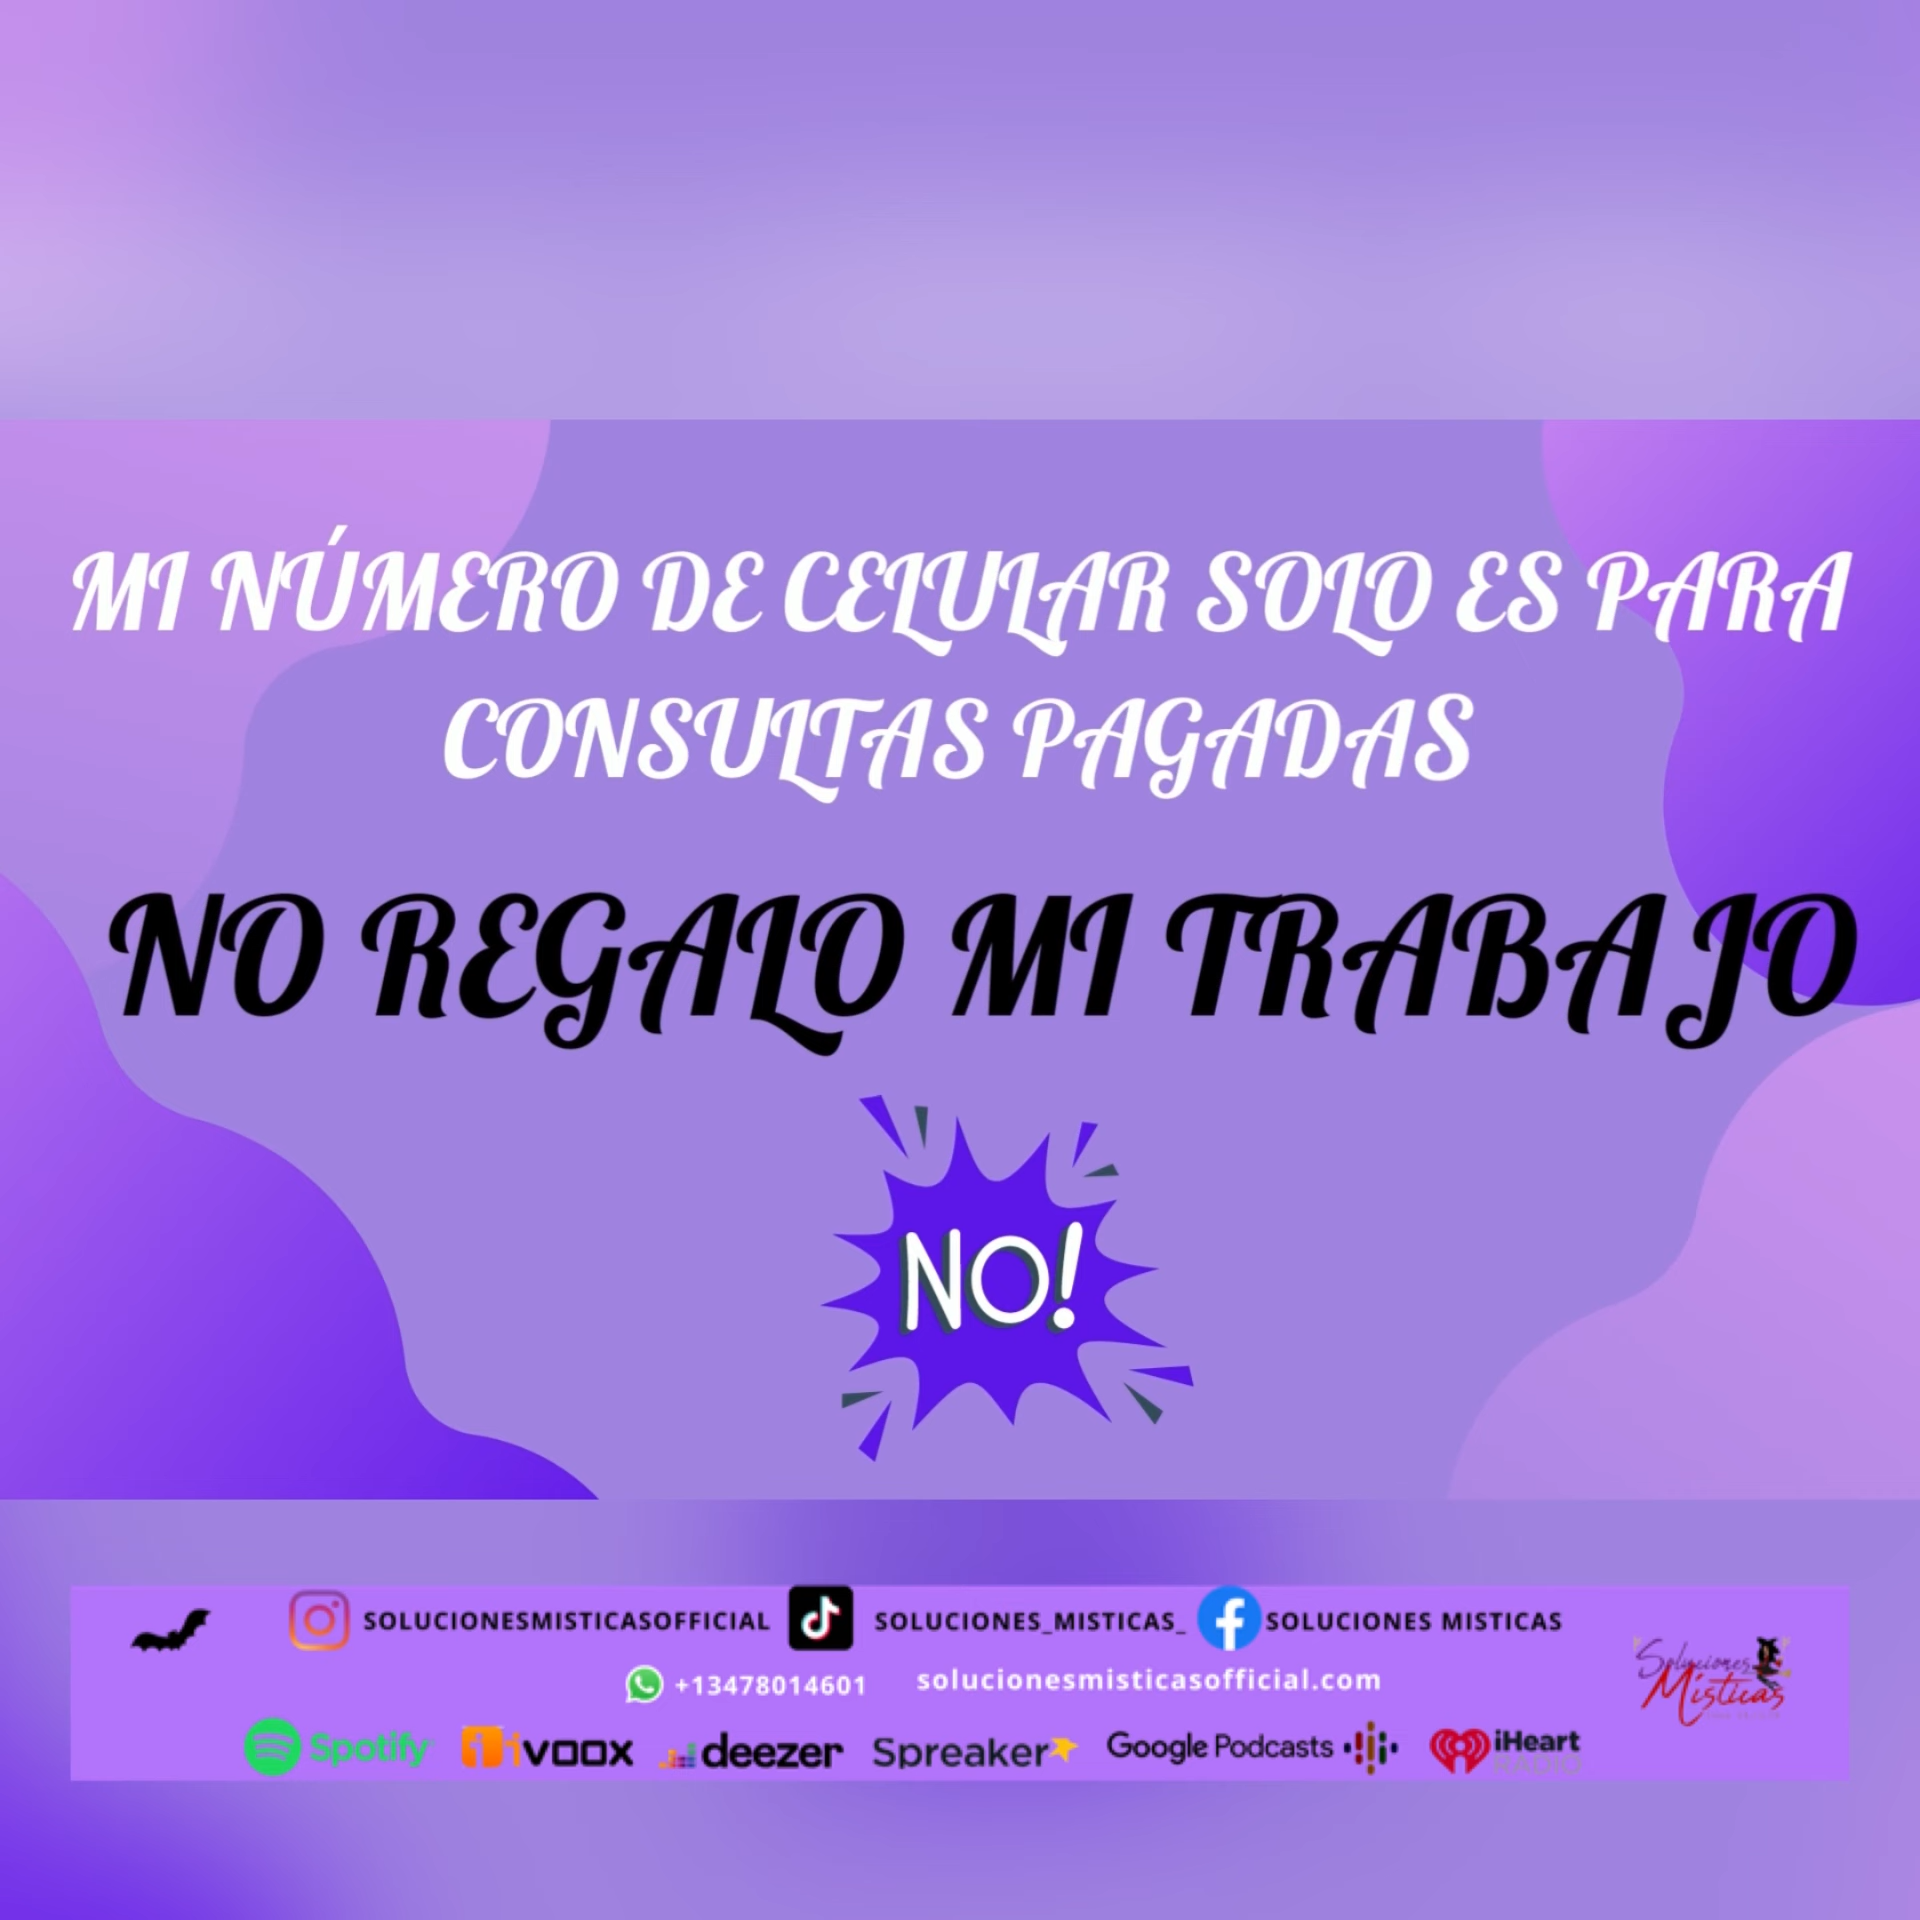 MI NÚMERO DE CELULAR SOLO ES PARA
CONSULTAS PAGADAS
NO REGALO MI TRABAJO
NO!
SOLUCIONESMISTICASOFFICIAL SOLUCIONES_MISTICAS_ SOLUCIONES MISTICAS
+13478014601 solucionesmisticasofficial.com
Soluciones
Místicas
Spotify ivoox deezer Spreaker Google Podcasts iHeart
RADIO